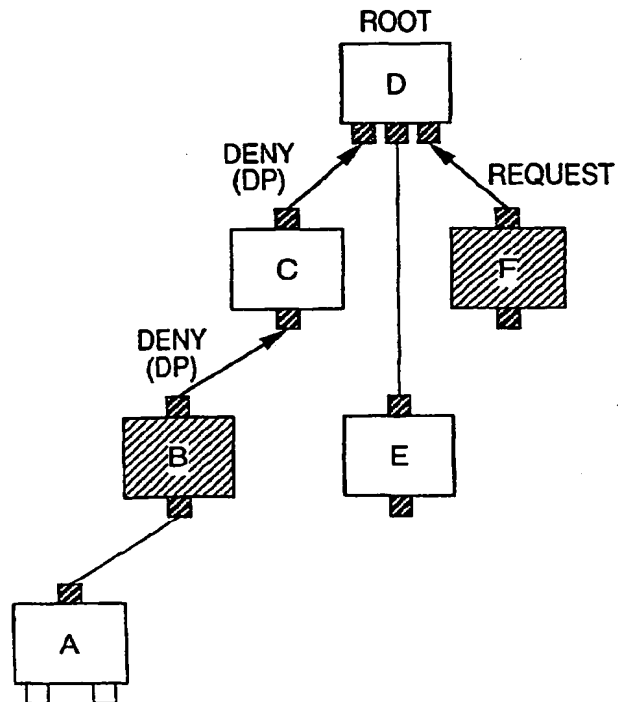 ROOT
D
DENY
(DP)
REQUEST
C
F
DENY
(DP)
B
E
A